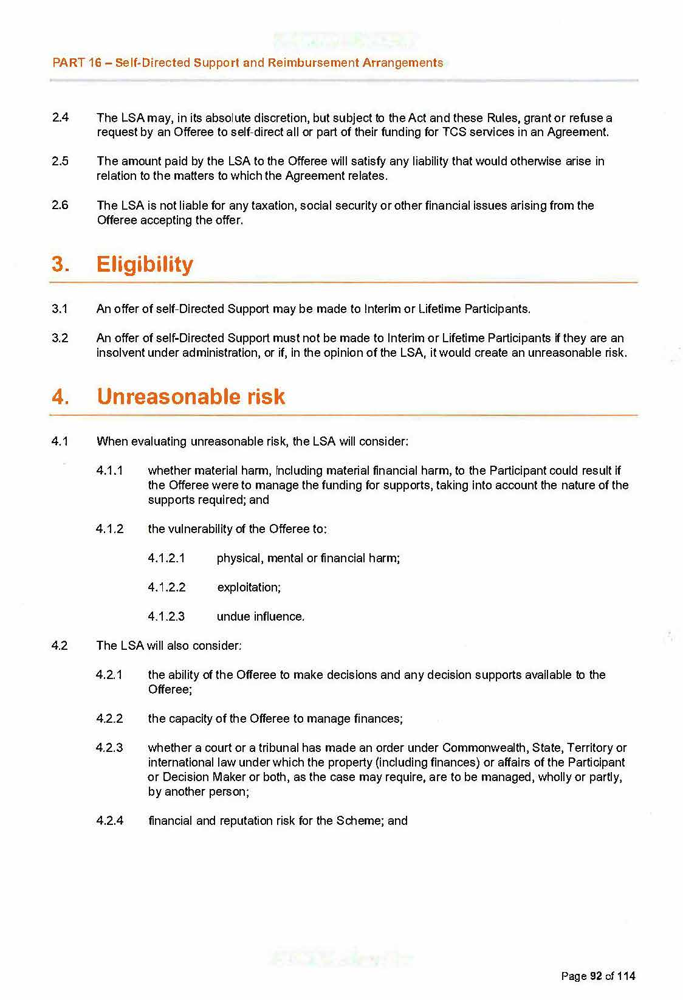 PART 16 – Self-Directed Support and Reimbursement Arrangements
2.4 The LSA may, in its absolute discretion, but subject to the Act and these Rules, grant or refuse a
request by an Offeree to self-direct all or part of their funding for TCS services in an Agreement.
2.5 The amount paid by the LSA to the Offeree will satisfy any liability that would otherwise arise in
relation to the matters to which the Agreement relates.
2.6 The LSA is not liable for any taxation, social security or other financial issues arising from the
Offeree accepting the offer.
3. Eligibility
3.1 An offer of self-Directed Support may be made to Interim or Lifetime Participants.
3.2 An offer of self-Directed Support must not be made to Interim or Lifetime Participants if they are an
insolvent under administration, or if, in the opinion of the LSA, it would create an unreasonable risk.
4. Unreasonable risk
4.1 When evaluating unreasonable risk, the LSA will consider:
4.1.1 whether material harm, including material financial harm, to the Participant could result if
the Offeree were to manage the funding for supports, taking into account the nature of the
supports required; and
4.1.2 the vulnerability of the Offeree to:
4.1.2.1 physical, mental or financial harm;
4.1.2.2 exploitation;
4.1.2.3 undue influence.
4.2 The LSA will also consider:
4.2.1 the ability of the Offeree to make decisions and any decision supports available to the
Offeree;
4.2.2 the capacity of the Offeree to manage finances;
4.2.3 whether a court or a tribunal has made an order under Commonwealth, State, Territory or
international law under which the property (including finances) or affairs of the Participant
or Decision Maker or both, as the case may require, are to be managed, wholly or partly,
by another person;
4.2.4 financial and reputation risk for the Scheme; and
Page 92 of 114